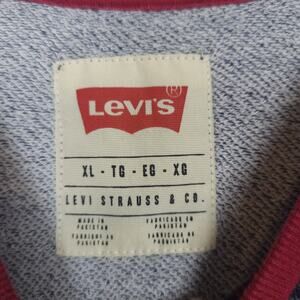 LEVI'S
®
XL - TG - EG - XG
LEVI STRAUSS & CO.
MADE IN
PAKISTAN
FABRIQUÉ AU
PAKISTAN
FABRICADO EN
PAKISTAN
FABRICADO NO
PAQUISTÃO